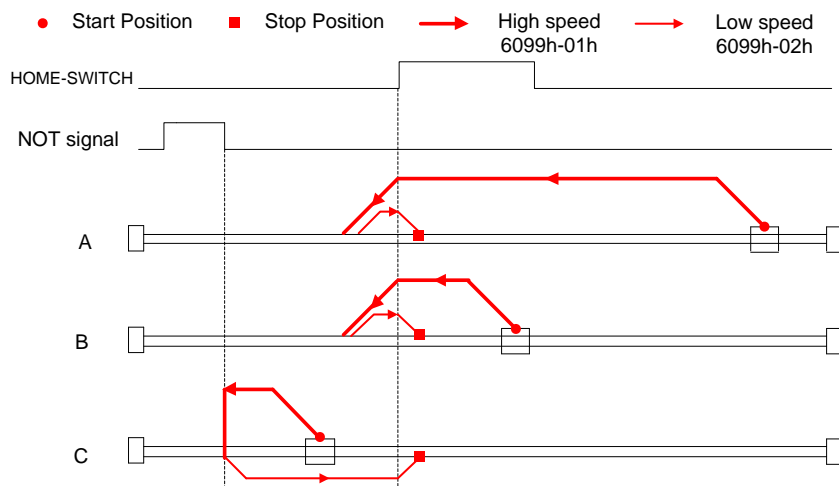 Start Position
Stop Position
High speed
6099h-01h
Low speed
6099h-02h
HOME-SWITCH
NOT signal
A
B
C